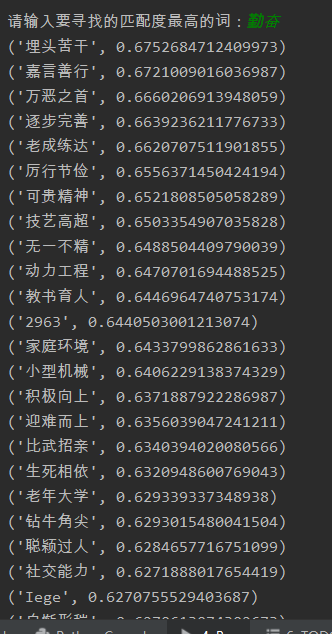 请输入要寻找的匹配度最高的词：勤奋
('埋头苦干', 0.6752684712409973)
('嘉言善行', 0.6721009016036987)
('万恶之首', 0.6660206913948059)
('逐步完善', 0.6639236211776733)
('老成练达', 0.6620707511901855)
('厉行节俭', 0.6556371450424194)
('可贵精神', 0.6521808505058289)
('技艺高超', 0.6503354907035828)
('无一不精', 0.6488504409790039)
('动力工程', 0.6470701694488525)
('教书育人', 0.6446964740753174)
('2963', 0.6440503001213074)
('家庭环境', 0.6433799862861633)
('小型机械', 0.6406229138374329)
('积极向上', 0.6371887922286987)
('迎难而上', 0.6356039047241211)
('比武招亲', 0.6340394020080566)
('生死相依', 0.6320948600769043)
('老年大学', 0.629339337348938)
('钻牛角尖', 0.6293015480041504)
('聪颖过人', 0.6284657716751099)
('社交能力', 0.6271888017654419)
('Iege', 0.6270755529403687)